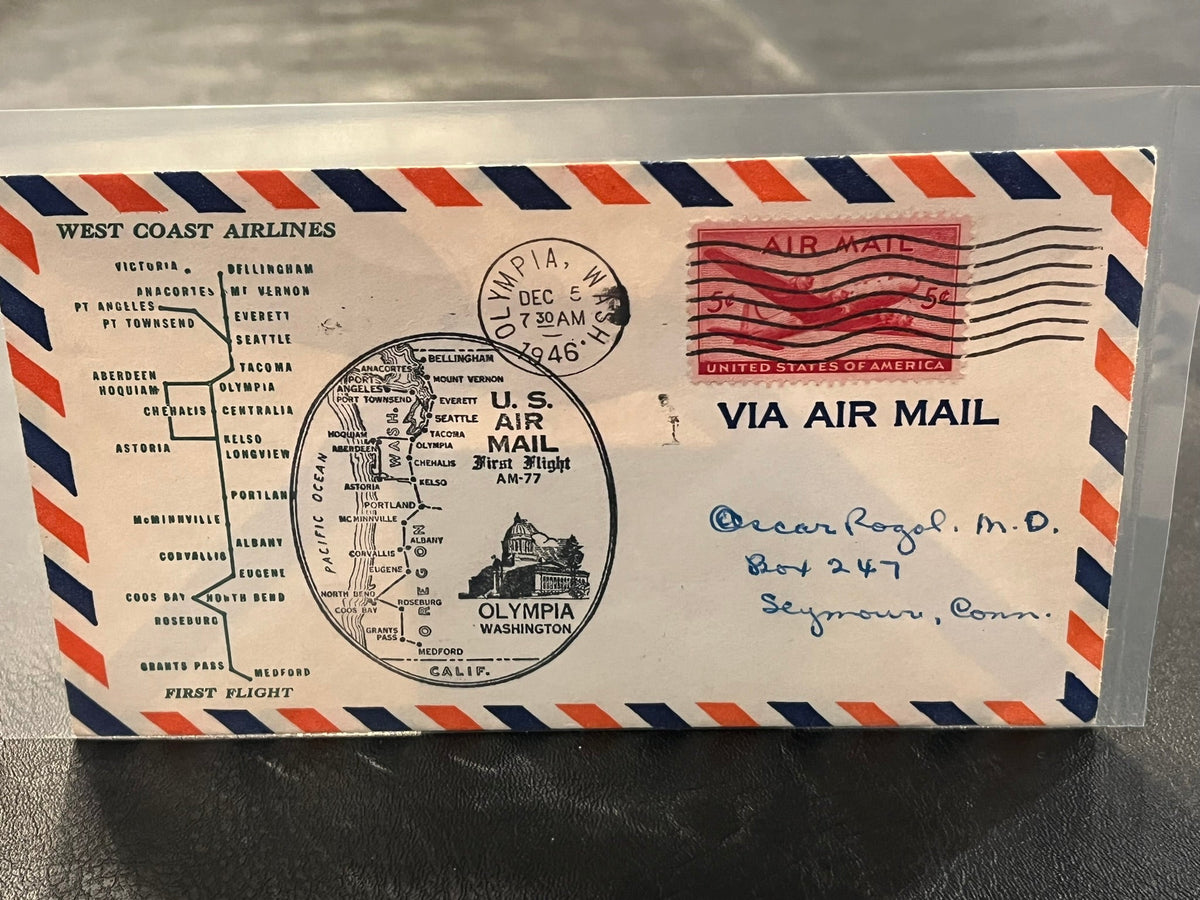 WEST COAST AIRLINES
VICTORIA
BELLINGHAM
ANACORTES
MT VERNON
PT ANGELES
EVERETT
PT TOWNSEND
SEATTLE
TACOMA
ABERDEEN
HOQUIAM
OLYMPIA
CHEHALIS
CENTRALIA
KELSO
ASTORIA
LONGVIEW
PORTLAN
McMINNVILLE
ALBANY
CORVALLIS
EUGENE
COOS BAY
NORTH BEND
ROSEBURG
GRANTS PASS
MEDFORD
FIRST FLIGHT
OLYMPIA, WASH.
DEC 5
7 30 AM
1946
BELLINGHAM
ANACORTES
MOUNT VERNON
PORT
ANGELES
PORT TOWNSEND
EVERETT
SEATTLE
WASH.
TACOMA
HOQUIAM
ABERDEEN
OLYMPIA
CHEHALIS
ASTORIA
KELSO
PACIFIC OCEAN
PORTLAND
MC MINNVILLE
ALBANY
CORVALLIS
EUGENE
OREGON
NORTH BEND
COOS BAY
ROSEBURG
GRANTS
PASS
MEDFORD
CALIF.
U. S.
AIR
MAIL
First Flight
AM-77
OLYMPIA
WASHINGTON
AIR MAIL
5¢ 5¢
UNITED STATES OF AMERICA
VIA AIR MAIL
Oscar Rogol. M.D.
Box 247
Seymour, Conn.